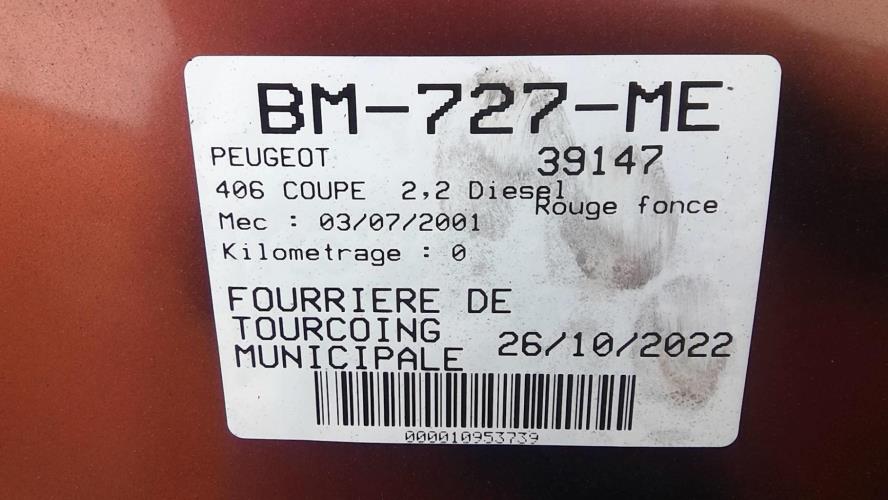 BM-727-ME
PEUGEOT
39147
406 COUPE 2,2 Diesel
Rouge fonce
Mec : 03/07/2001
Kilometrage : 0
FOURRIERE DE
TOURCOING
MUNICIPALE
26/10/2022
000010953739